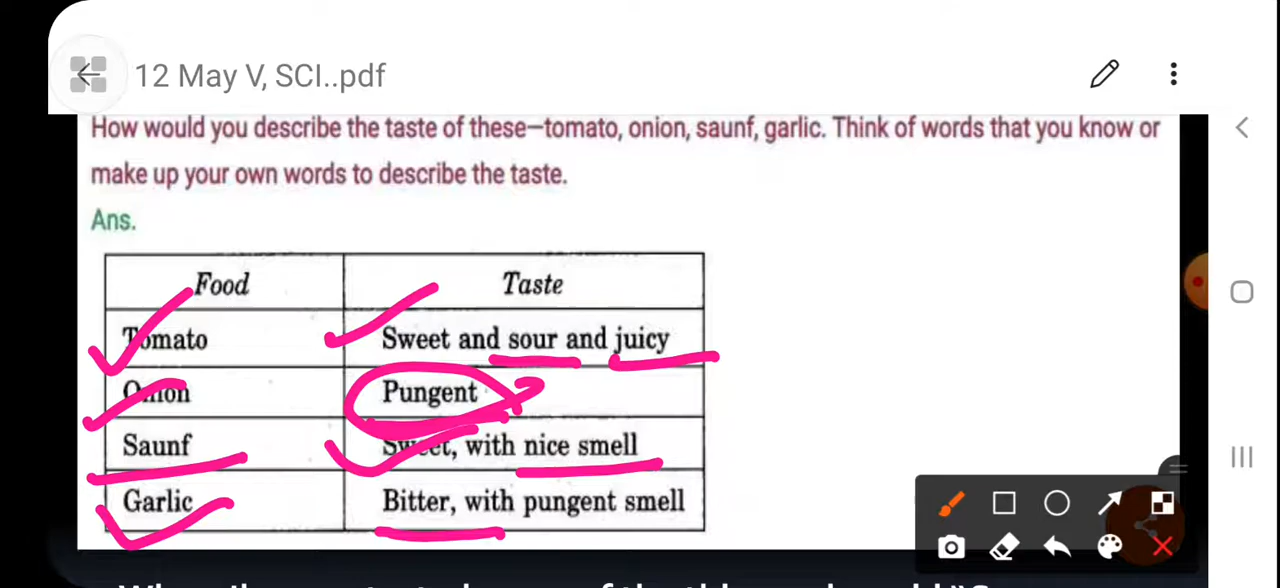 12 May V, SCI..pdf
How would you describe the taste of these—tomato, onion, saunf, garlic. Think of words that you know or
make up your own words to describe the taste.
Ans.
Food Taste
Tomato Sweet and sour and juicy
Onion Pungent
Saunf Sweet, with nice smell
Garlic Bitter, with pungent smell